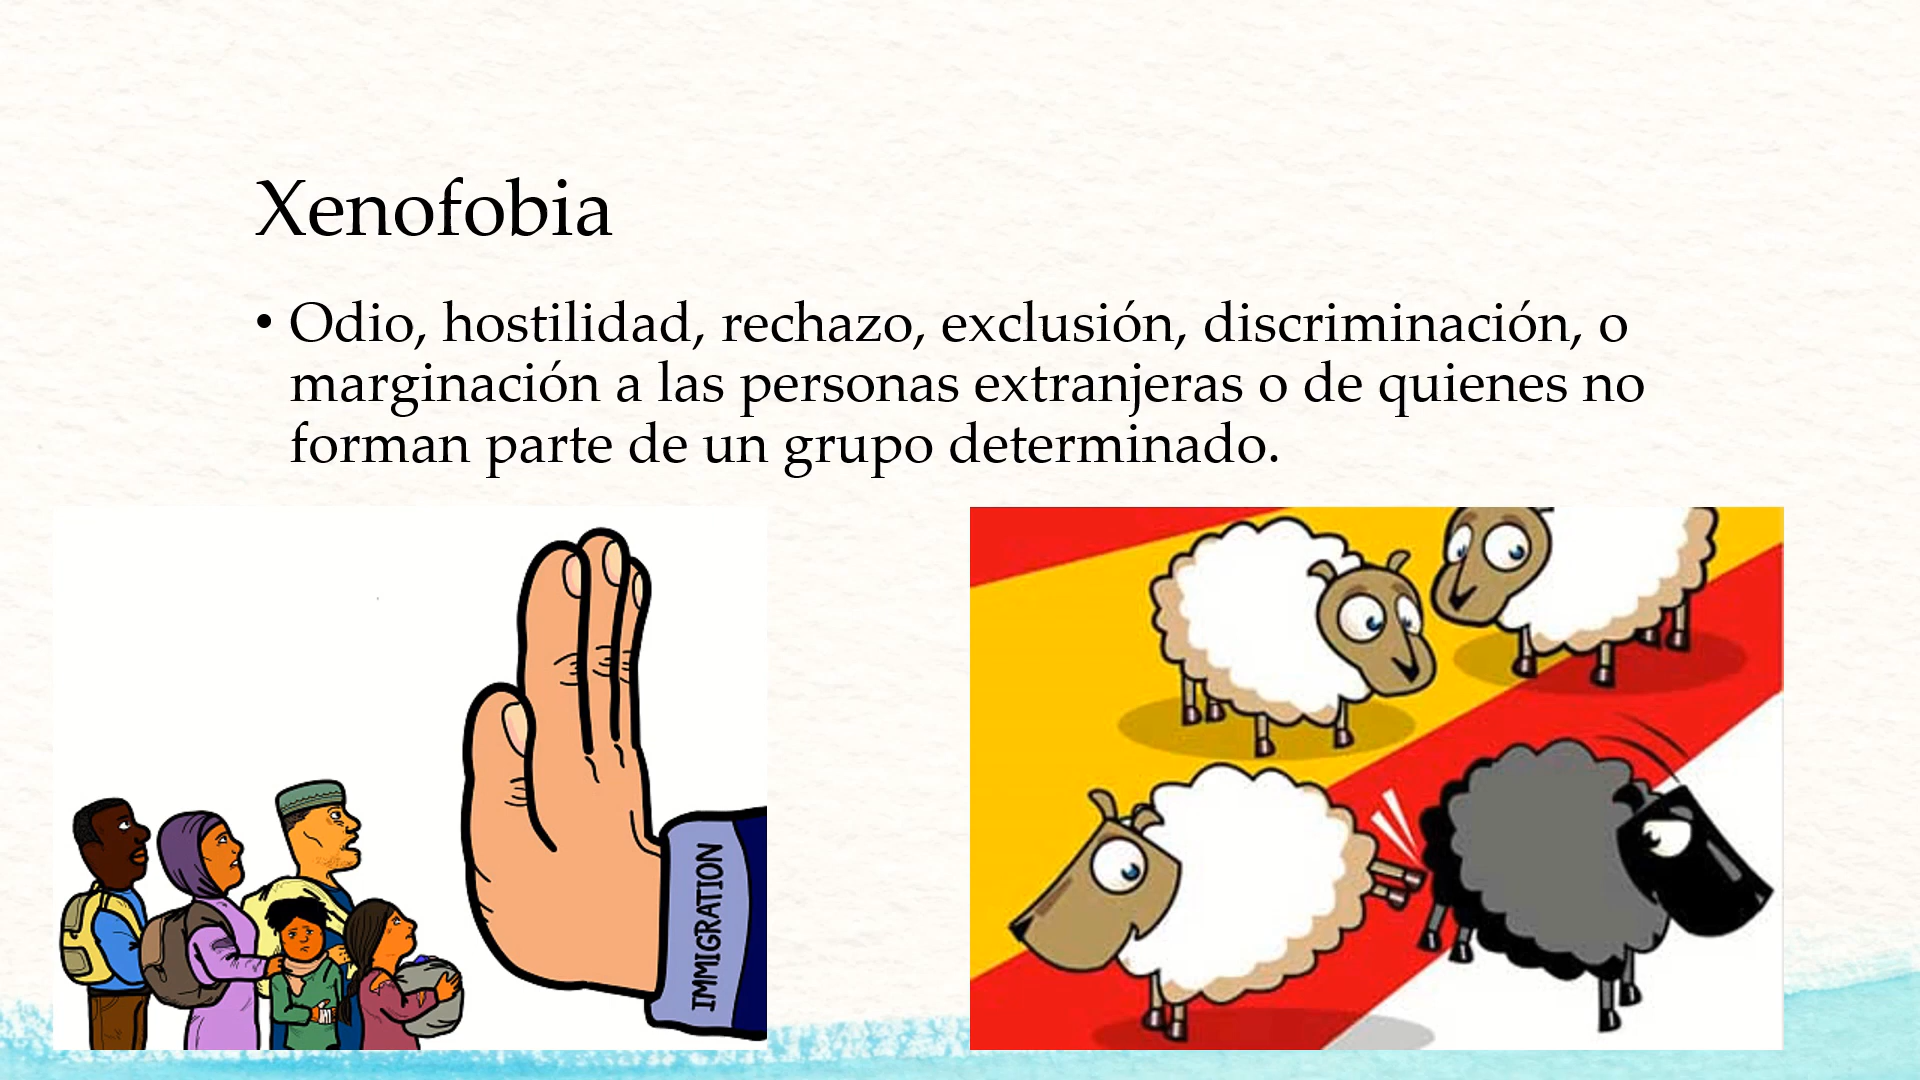 Xenofobia
• Odio, hostilidad, rechazo, exclusión, discriminación, o
marginación a las personas extranjeras o de quienes no
forman parte de un grupo determinado.
IMMIGRATION